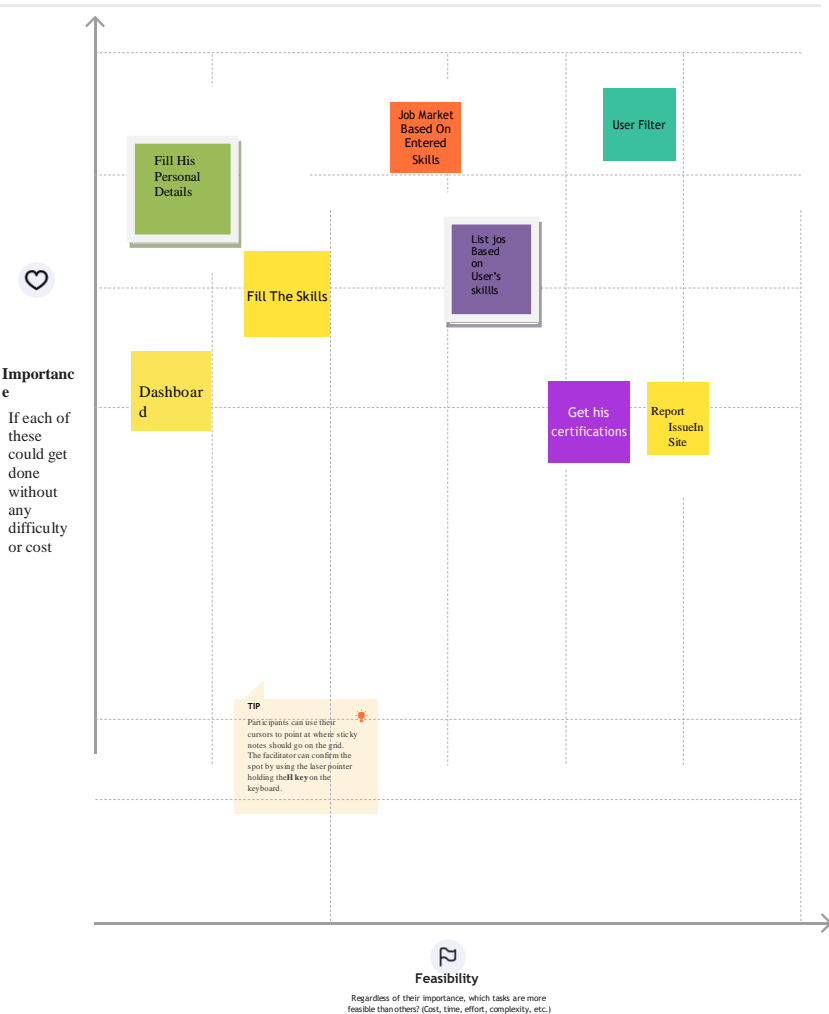 Job Market
Based On
Entered
Skills
User Filter
Fill His
Personal
Details
List jos
Based
on
User's
skillls
Fill The Skills
Importanc
e
If each of
these
could get
done
without
any
difficulty
or cost
Dashboar
d
Get his
certifications
Report
IssueIn
Site
TIP
Participants can use their
cursors to point at where sticky
notes should go on the grid.
The facilitator can confirm the
spot by using the laser pointer
holding theH key on the
keyboard.
Feasibility
Regardless of their importance, which tasks are more
feasible than others? (Cost, time, effort, complexity, etc.)